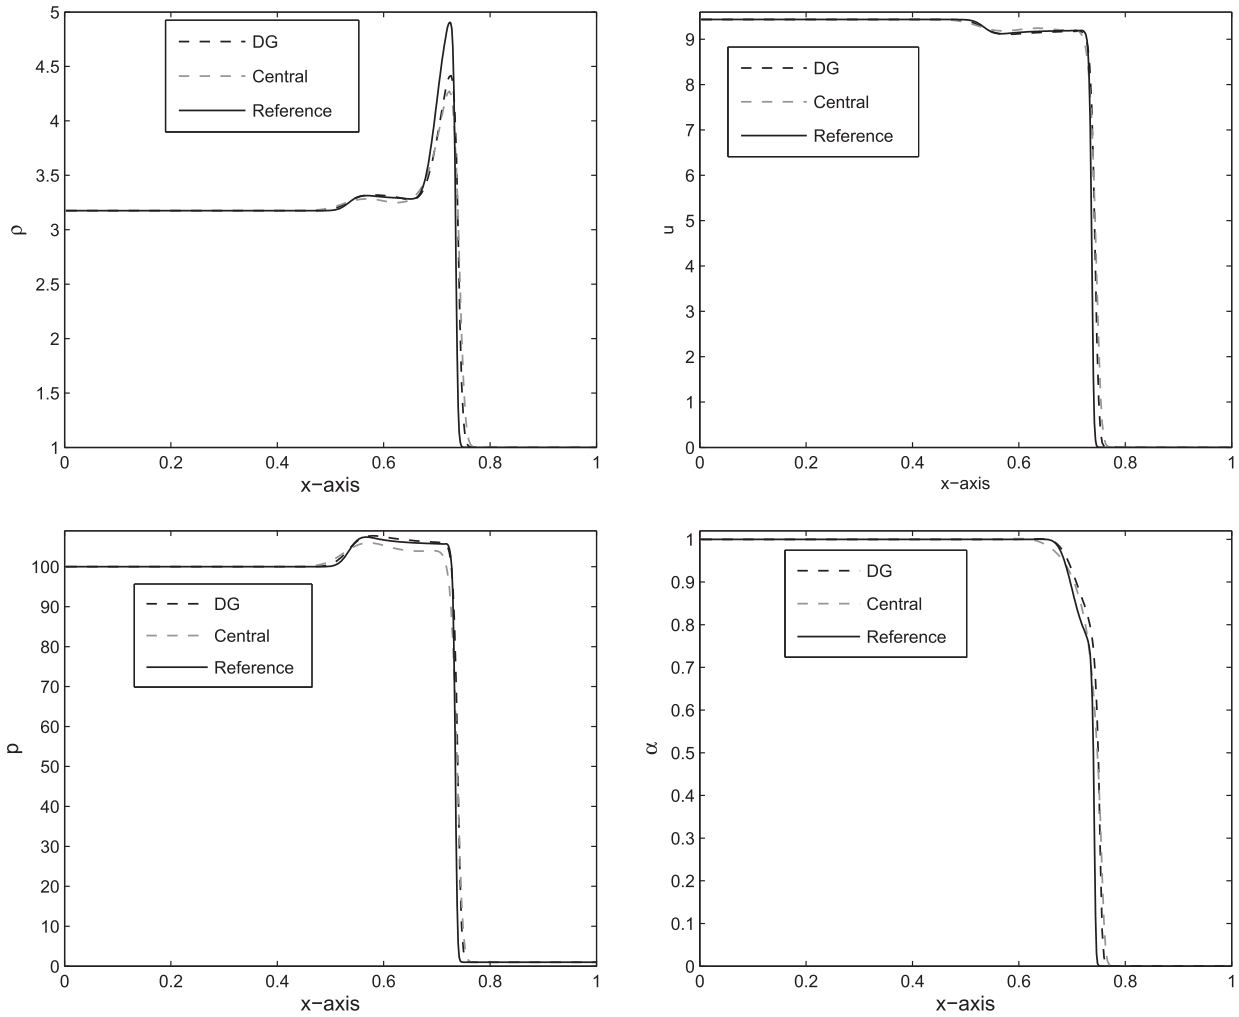 5
4.5
4
3.5
3
2.5
2
1.5
1
ρ
DG
Central
Reference
0 0.2 0.4 0.6 0.8 1
x−axis
9
8
7
6
5
4
3
2
1
0
u
DG
Central
Reference
0 0.2 0.4 0.6 0.8 1
x−axis
100
90
80
70
60
50
40
30
20
10
0
p
DG
Central
Reference
0 0.2 0.4 0.6 0.8 1
x−axis
1
0.9
0.8
0.7
0.6
0.5
0.4
0.3
0.2
0.1
0
α
DG
Central
Reference
0 0.2 0.4 0.6 0.8 1
x−axis